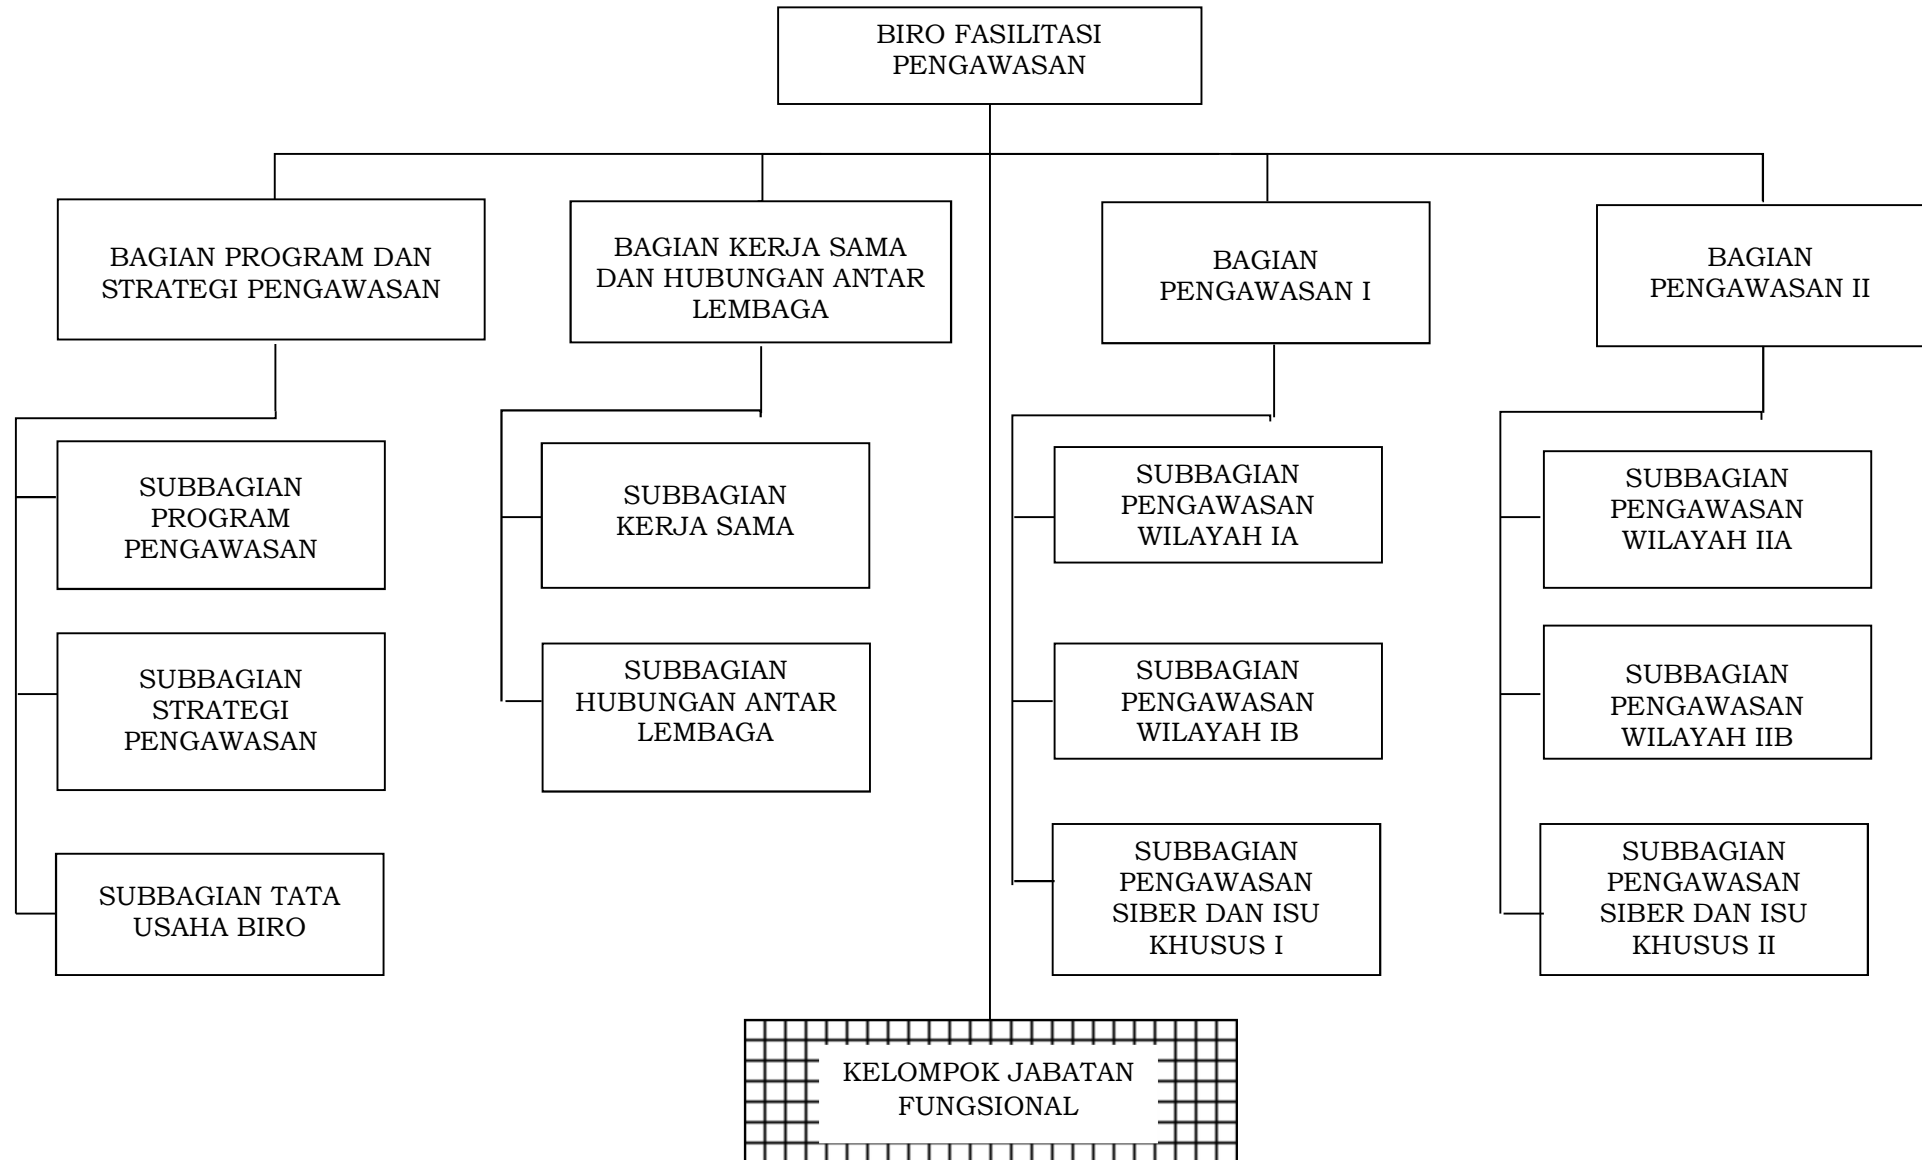 BIRO FASILITASI
PENGAWASAN
BAGIAN PROGRAM DAN
STRATEGI PENGAWASAN
BAGIAN KERJA SAMA
DAN HUBUNGAN ANTAR
LEMBAGA
BAGIAN
PENGAWASAN I
BAGIAN
PENGAWASAN II
SUBBAGIAN
PROGRAM
PENGAWASAN
SUBBAGIAN
STRATEGI
PENGAWASAN
SUBBAGIAN TATA
USAHA BIRO
SUBBAGIAN
KERJA SAMA
SUBBAGIAN
HUBUNGAN ANTAR
LEMBAGA
SUBBAGIAN
PENGAWASAN
WILAYAH IA
SUBBAGIAN
PENGAWASAN
WILAYAH IB
SUBBAGIAN
PENGAWASAN
SIBER DAN ISU
KHUSUS I
SUBBAGIAN
PENGAWASAN
WILAYAH IIA
SUBBAGIAN
PENGAWASAN
WILAYAH IIB
SUBBAGIAN
PENGAWASAN
SIBER DAN ISU
KHUSUS II
KELOMPOK JABATAN
FUNGSIONAL